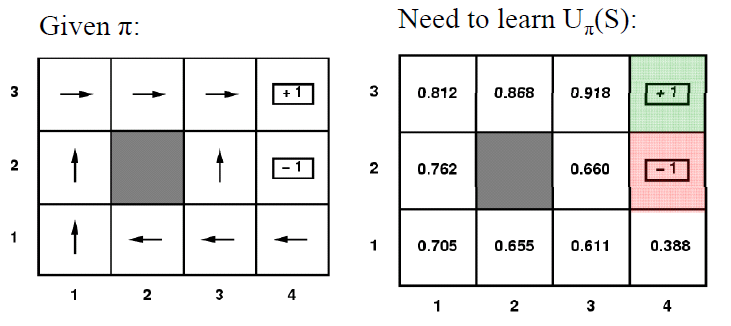 Given π:
3
+ 1
2
− 1
1
1 2 3 4
Need to learn Uπ(S):
3 0.812 0.868 0.918 + 1
2 0.762 0.660 − 1
1 0.705 0.655 0.611 0.388
1 2 3 4